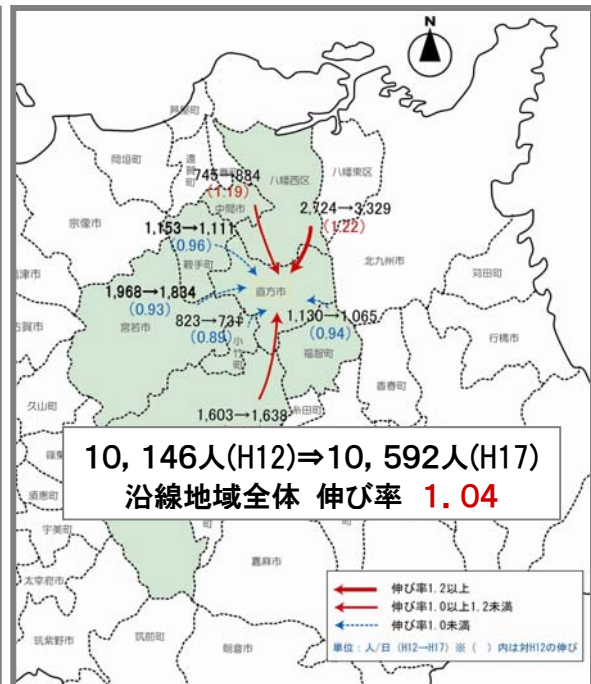 N
芦屋町
岡垣町
遠賀町
745→884
(1.19)
八幡西区
八幡東区
中間市
2,724→3,329
(1.22)
宗像市
1,153→1,111
(0.96)
鞍手町
北九州市
苅田町
1,968→1,834
(0.93)
直方市
宮若市
823→731
(0.89)
1,130→1,065
(0.94)
古賀市
小竹町
福智町
行橋市
香春町
久山町
糸田町
1,603→1,638
10,146人(H12)⇒10,592人(H17)
沿線地域全体 伸び率 1.04
須恵町
宇美町
町
嘉麻市
太宰府市
筑紫野市
筑前町
朝倉市
伸び率1.2以上
伸び率1.0以上1.2未満
伸び率1.0未満
単位：人/日 (H12→H17) ※ ( ) 内は対H12の伸び